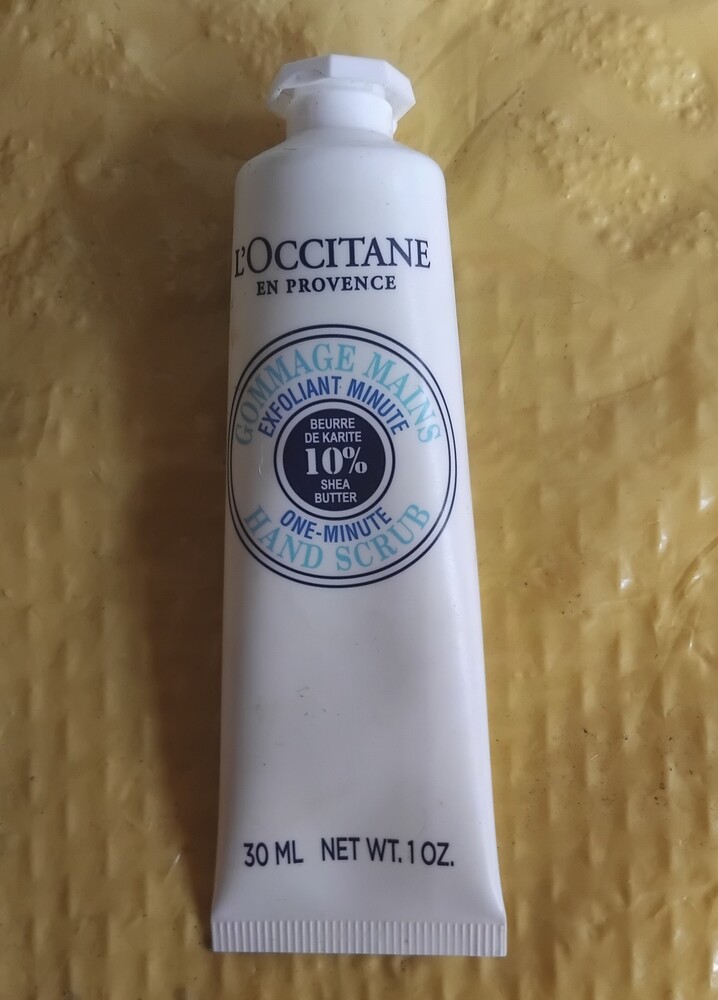 L'OCCITANE
EN PROVENCE
GOMMAGE MAINS
EXFOLIANT MINUTE
BEURRE
DE KARITE
10%
SHEA
BUTTER
ONE-MINUTE
HAND SCRUB
30 ML NET WT. 1 OZ.